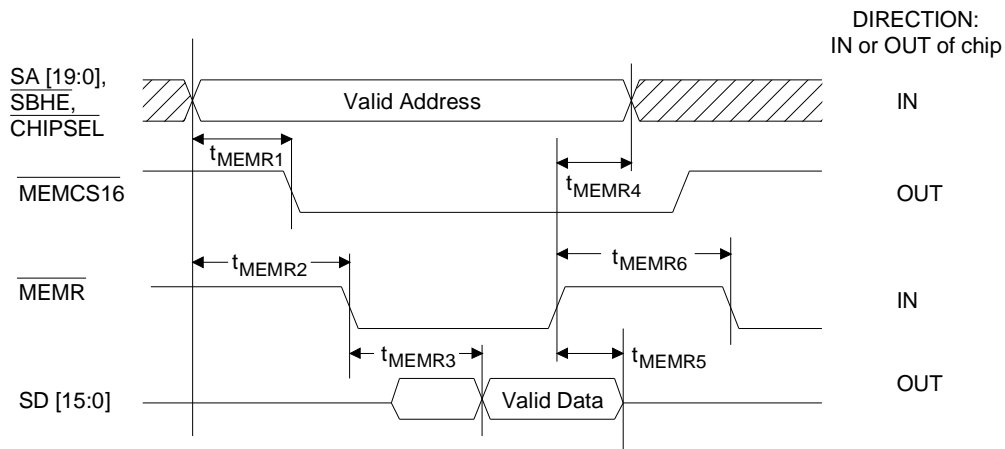 DIRECTION:
IN or OUT of chip
SA [19:0],
SBHE,
CHIPSEL
Valid Address
IN
tMEMR1
tMEMR4
MEMCS16
OUT
tMEMR2
tMEMR6
MEMR
IN
tMEMR3
tMEMR5
OUT
SD [15:0]
Valid Data